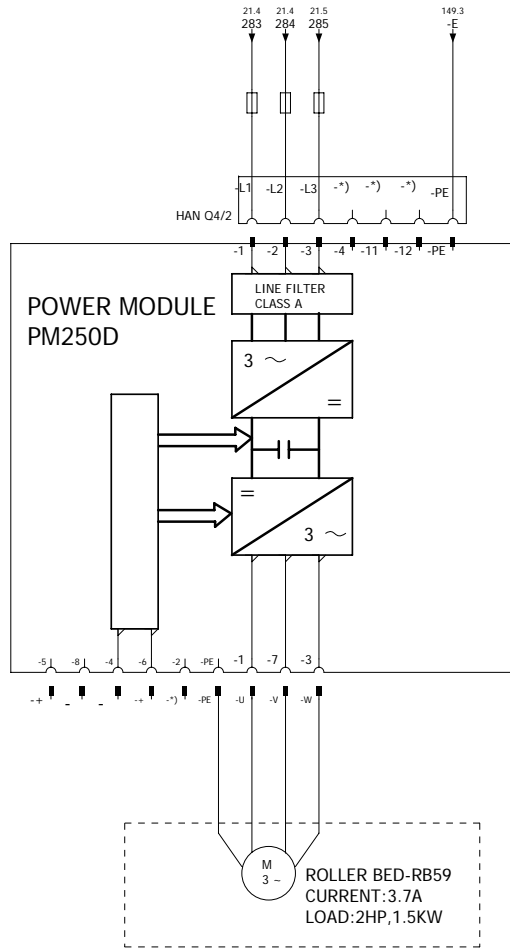 21.4 21.4 21.5 149.3
283 284 285 -E
-L1 -L2 -L3 -*) -*) -*) -PE
HAN Q4/2
-1 -2 -3 -4 -11 -12 -PE
LINE FILTER
CLASS A
POWER MODULE
PM250D
3 ~
=
=
3 ~
-5 -8 -4 -6 -2 -PE -1 -7 -3
-+ - - -+ -*) -PE -U -V -W
M
3 ~
ROLLER BED-RB59
CURRENT:3.7A
LOAD:2HP,1.5KW